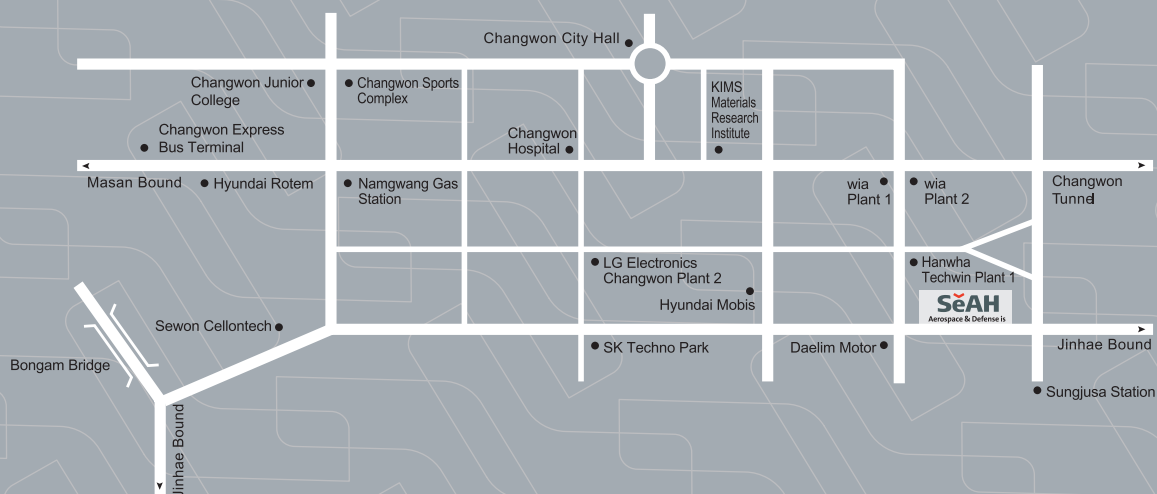 Changwon City Hall
Changwon Junior
College
Changwon Sports
Complex
KIMS
Materials
Research
Institute
Changwon Express
Bus Terminal
Changwon
Hospital
Masan Bound
Hyundai Rotem
Namgwang Gas
Station
wia
Plant 1
wia
Plant 2
Changwon
Tunnel
LG Electronics
Changwon Plant 2
Hyundai Mobis
Hanwha
Techwin Plant 1
SeAH
Aerospace & Defense is
Sewon Cellontech
SK Techno Park
Daelim Motor
Jinhae Bound
Bongam Bridge
Sungjusa Station
Jinhae Bound